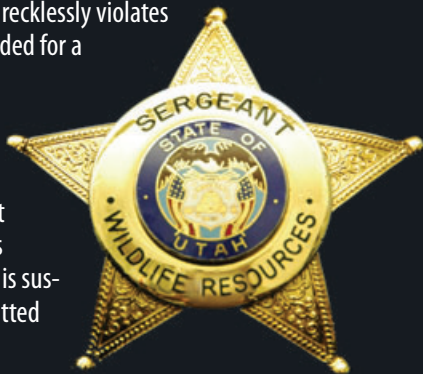 recklessly violates
ded for a
t
s
is sus-
tted
SERGEANT
STATE OF
UTAH
WILDLIFE RESOURCES